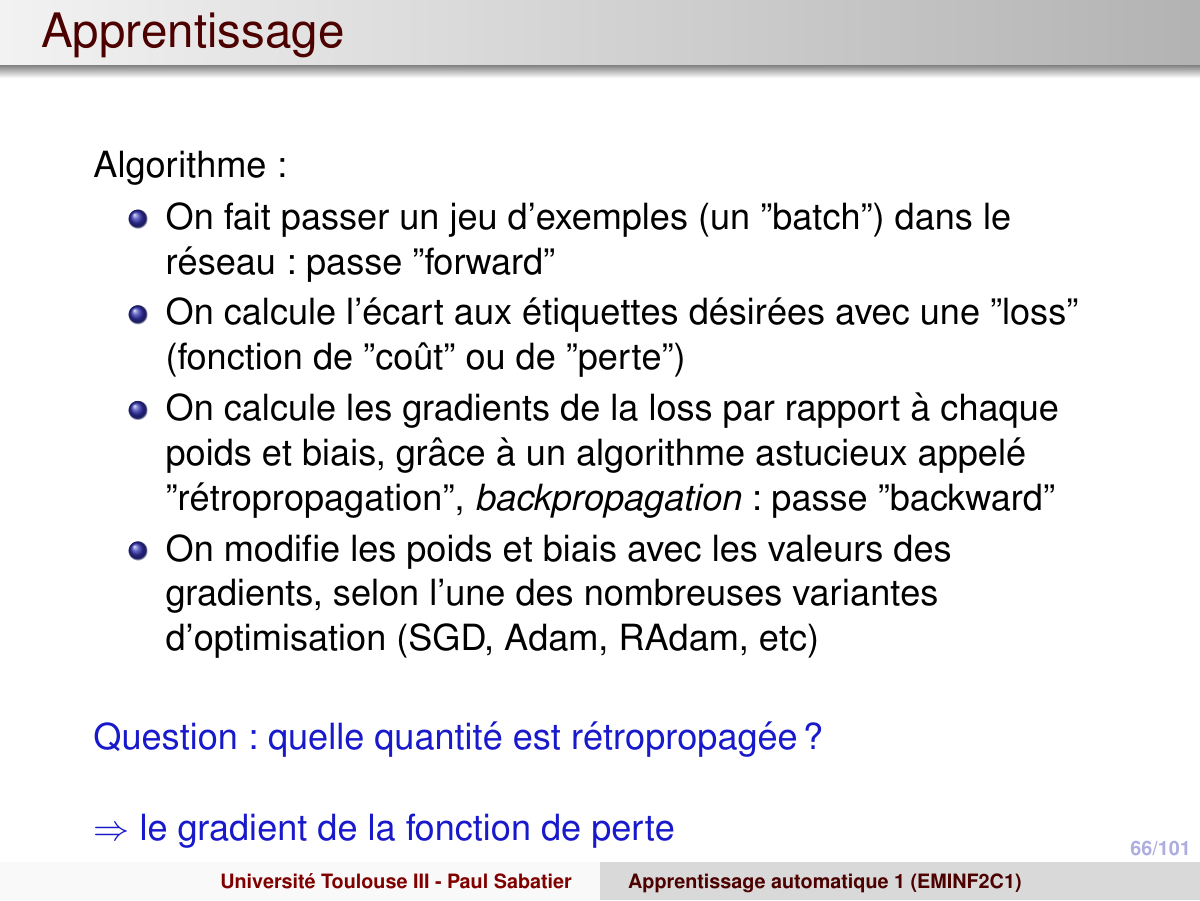 Apprentissage
Algorithme :
On fait passer un jeu d'exemples (un ”batch”) dans le
réseau : passe ”forward”
On calcule l'écart aux étiquettes désirées avec une ”loss”
(fonction de ”coût” ou de ”perte”)
On calcule les gradients de la loss par rapport à chaque
poids et biais, grâce à un algorithme astucieux appelé
”rétropropagation”, backpropagation : passe ”backward”
On modifie les poids et biais avec les valeurs des
gradients, selon l'une des nombreuses variantes
d'optimisation (SGD, Adam, RAdam, etc)
Question : quelle quantité est rétropropagée ?
⇒ le gradient de la fonction de perte
66/101
Université Toulouse III - Paul Sabatier
Apprentissage automatique 1 (EMINF2C1)